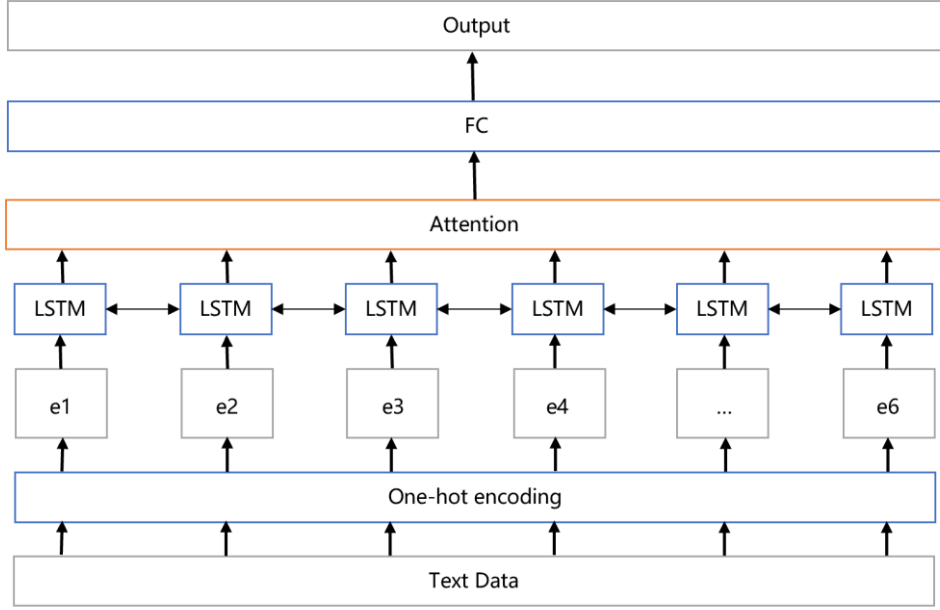 Output
FC
Attention
LSTM LSTM LSTM LSTM LSTM LSTM
e1 e2 e3 e4 ... e6
One-hot encoding
Text Data